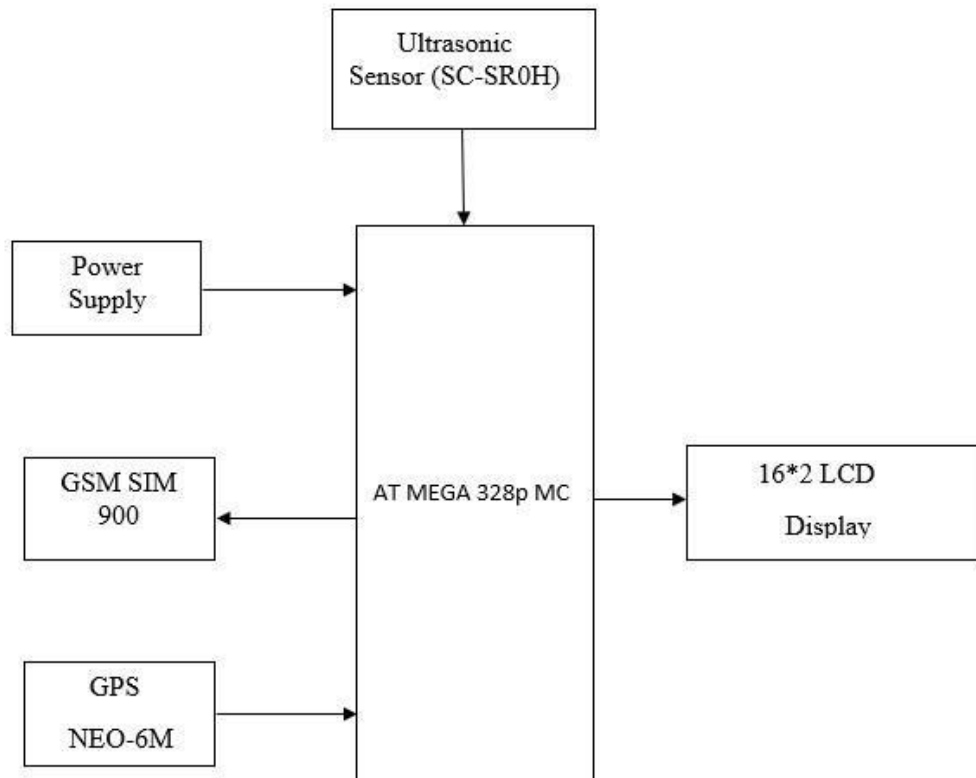 Ultrasonic
Sensor (SC-SR0H)
Power
Supply
GSM SIM
900
AT MEGA 328p MC
16*2 LCD
Display
GPS
NEO-6M